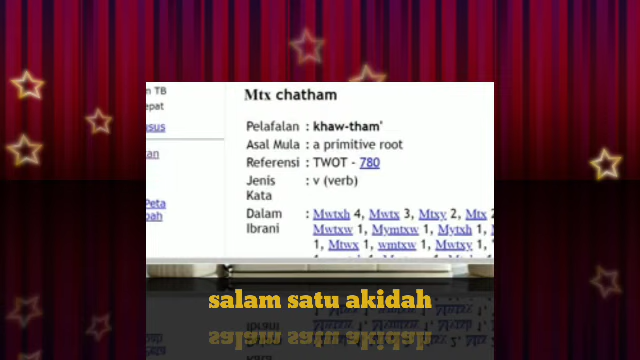 n TB
epat
usus
an
Peta
bah
Mtx chatham
Pelafalan : khaw-tham'
Asal Mula : a primitive root
Referensi : TWOT - 780
Jenis Kata : v (verb)
Dalam Ibrani : Mwtxh 4, Mwtx 3, Mtxy 2, Mtx 2
Mwtxw 1, Mymtxw 1, Mytxh 1,
1, Mtwx 1, wmtxw 1, Mwtxy 1,
salam satu akidah